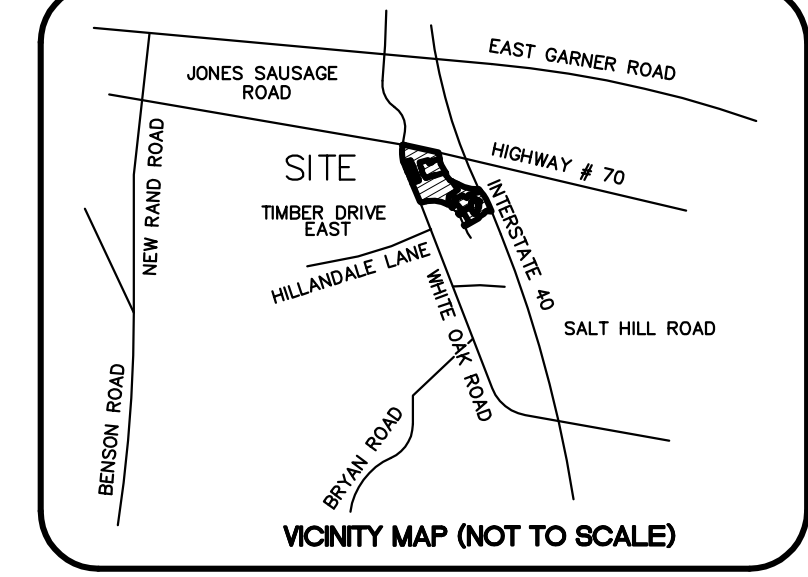 EAST GARNER ROAD
JONES SAUSAGE
ROAD
HIGHWAY # 70
NEW RAND ROAD
SITE
TIMBER DRIVE
EAST
INTERSTATE 40
HILLANDALE LANE
WHITE OAK ROAD
SALT HILL ROAD
BENSON ROAD
BRYAN ROAD
VICINITY MAP (NOT TO SCALE)